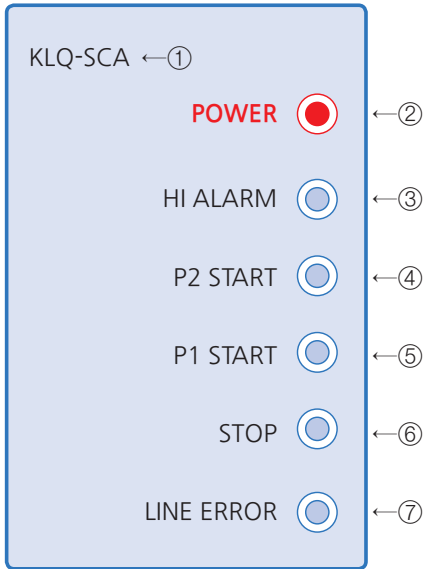 KLQ-SCA ←①
POWER ←②
HI ALARM ←③
P2 START ←④
P1 START ←⑤
STOP ←⑥
LINE ERROR ←⑦